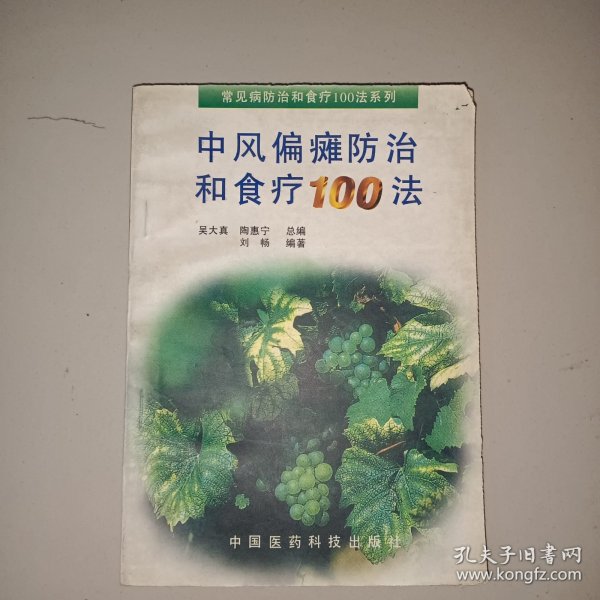 常见病防治和食疗100法系列
中风偏瘫防治
和食疗100法
吴大真 陶惠宁 总编
刘畅 编著
中国医药科技出版社
孔夫子旧书网
www.kongfz.com